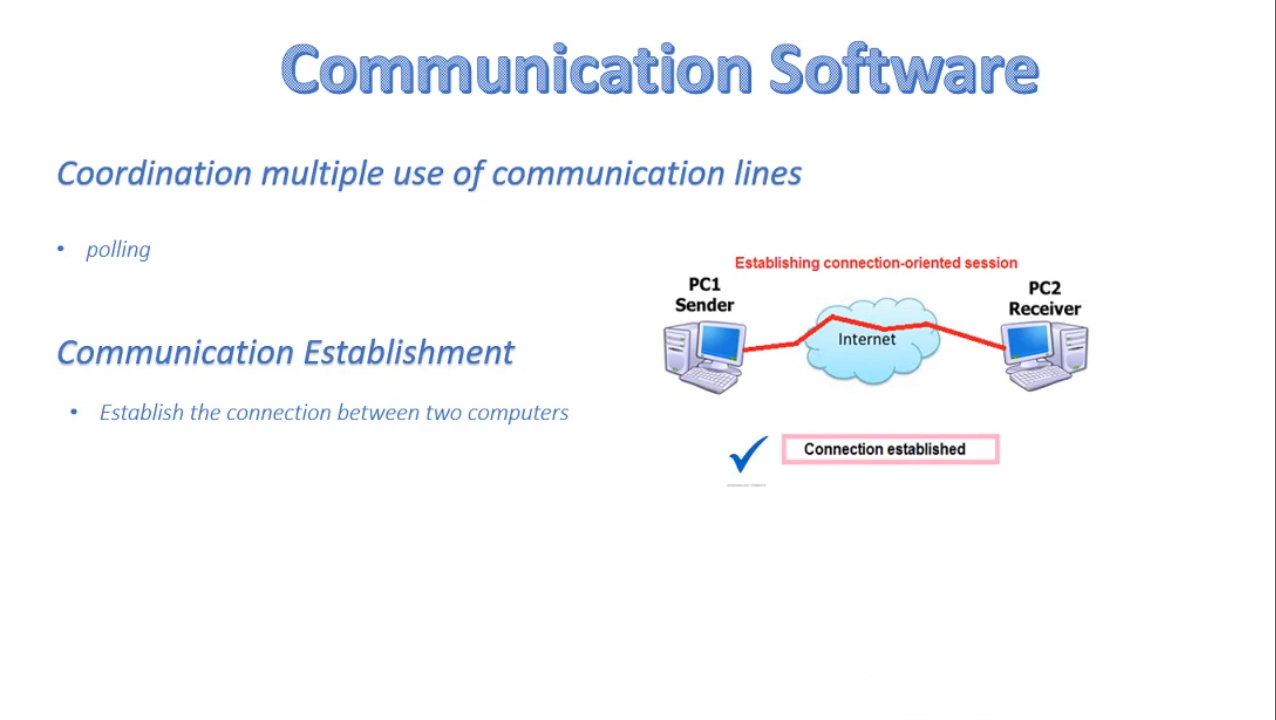 Communication Software
Coordination multiple use of communication lines
• polling
Establishing connection-oriented session
PC1
Sender
PC2
Receiver
Internet
Communication Establishment
• Establish the connection between two computers
Connection established